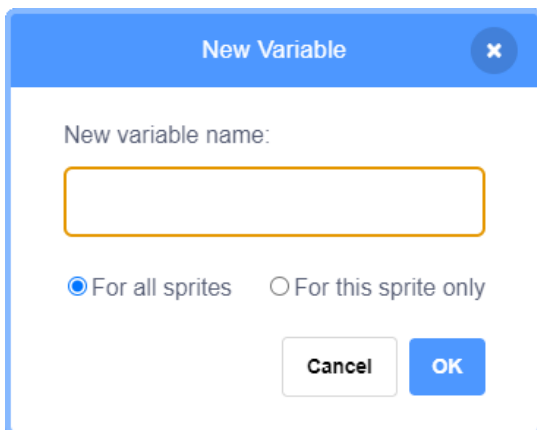 New Variable
New variable name:
For all sprites For this sprite only
Cancel OK